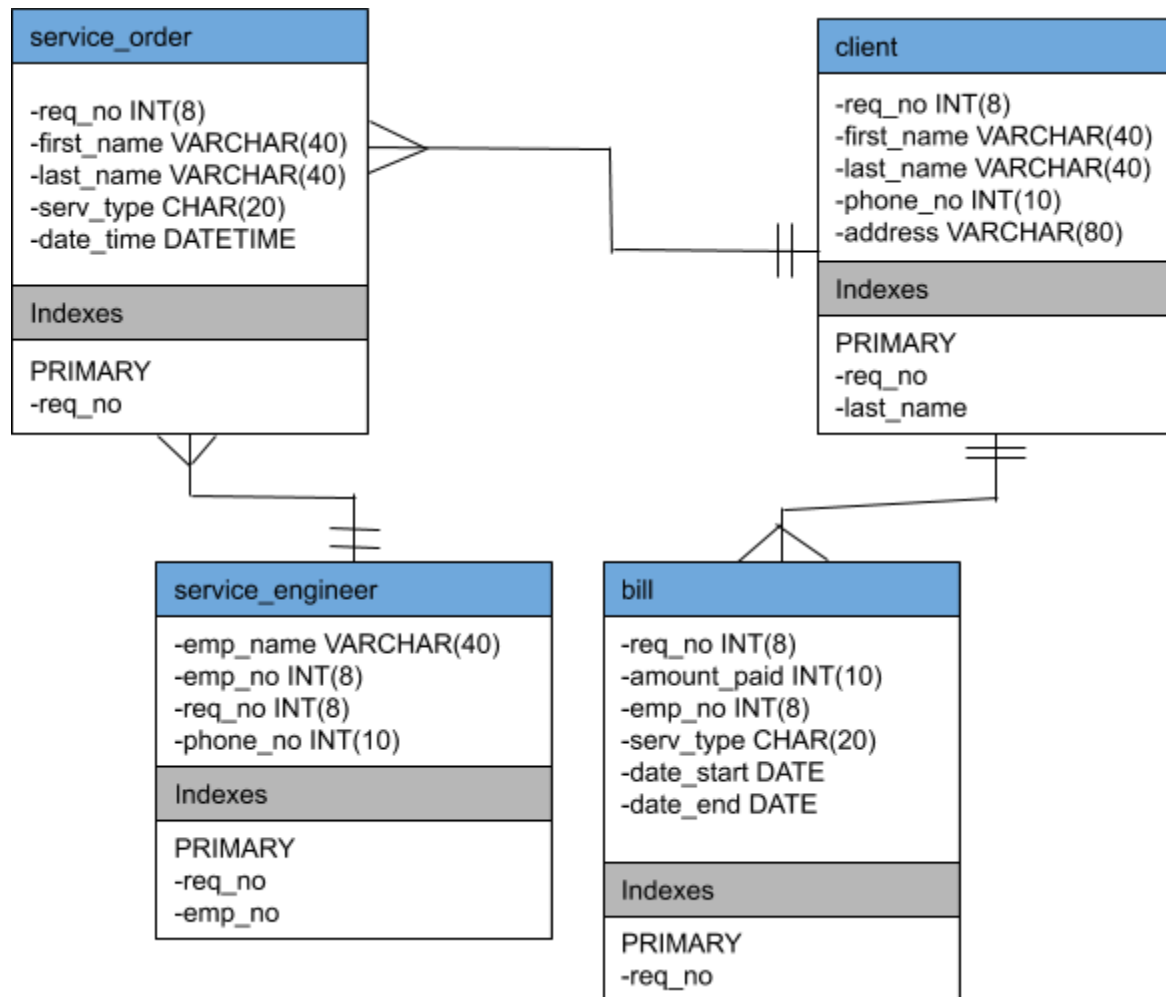 service_order
-req_no INT(8)
-first_name VARCHAR(40)
-last_name VARCHAR(40)
-serv_type CHAR(20)
-date_time DATETIME
Indexes
PRIMARY
-req_no
client
-req_no INT(8)
-first_name VARCHAR(40)
-last_name VARCHAR(40)
-phone_no INT(10)
-address VARCHAR(80)
Indexes
PRIMARY
-req_no
-last_name
service_engineer
-emp_name VARCHAR(40)
-emp_no INT(8)
-req_no INT(8)
-phone_no INT(10)
Indexes
PRIMARY
-req_no
-emp_no
bill
-req_no INT(8)
-amount_paid INT(10)
-emp_no INT(8)
-serv_type CHAR(20)
-date_start DATE
-date_end DATE
Indexes
PRIMARY
-req_no